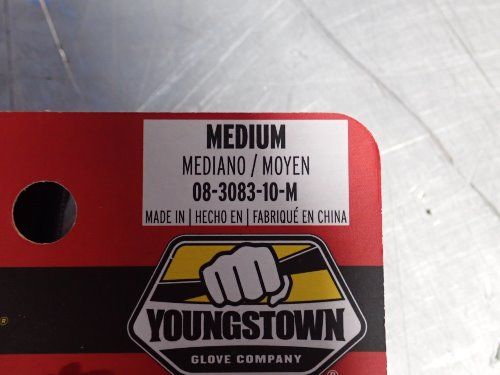 MEDIUM
MEDIANO / MOYEN
08-3083-10-M
MADE IN | HECHO EN | FABRIQUÉ EN CHINA
YOUNGSTOWN
GLOVE COMPANY
®
®